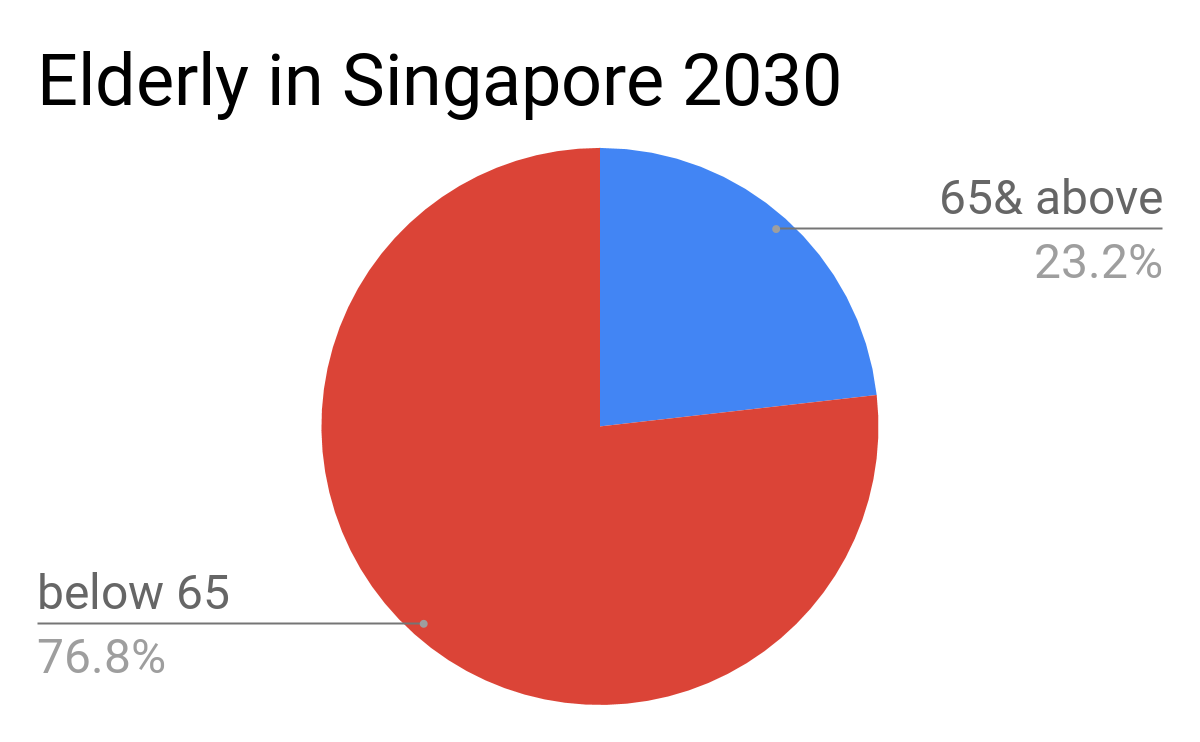 Elderly in Singapore 2030
65& above
23.2%
below 65
76.8%